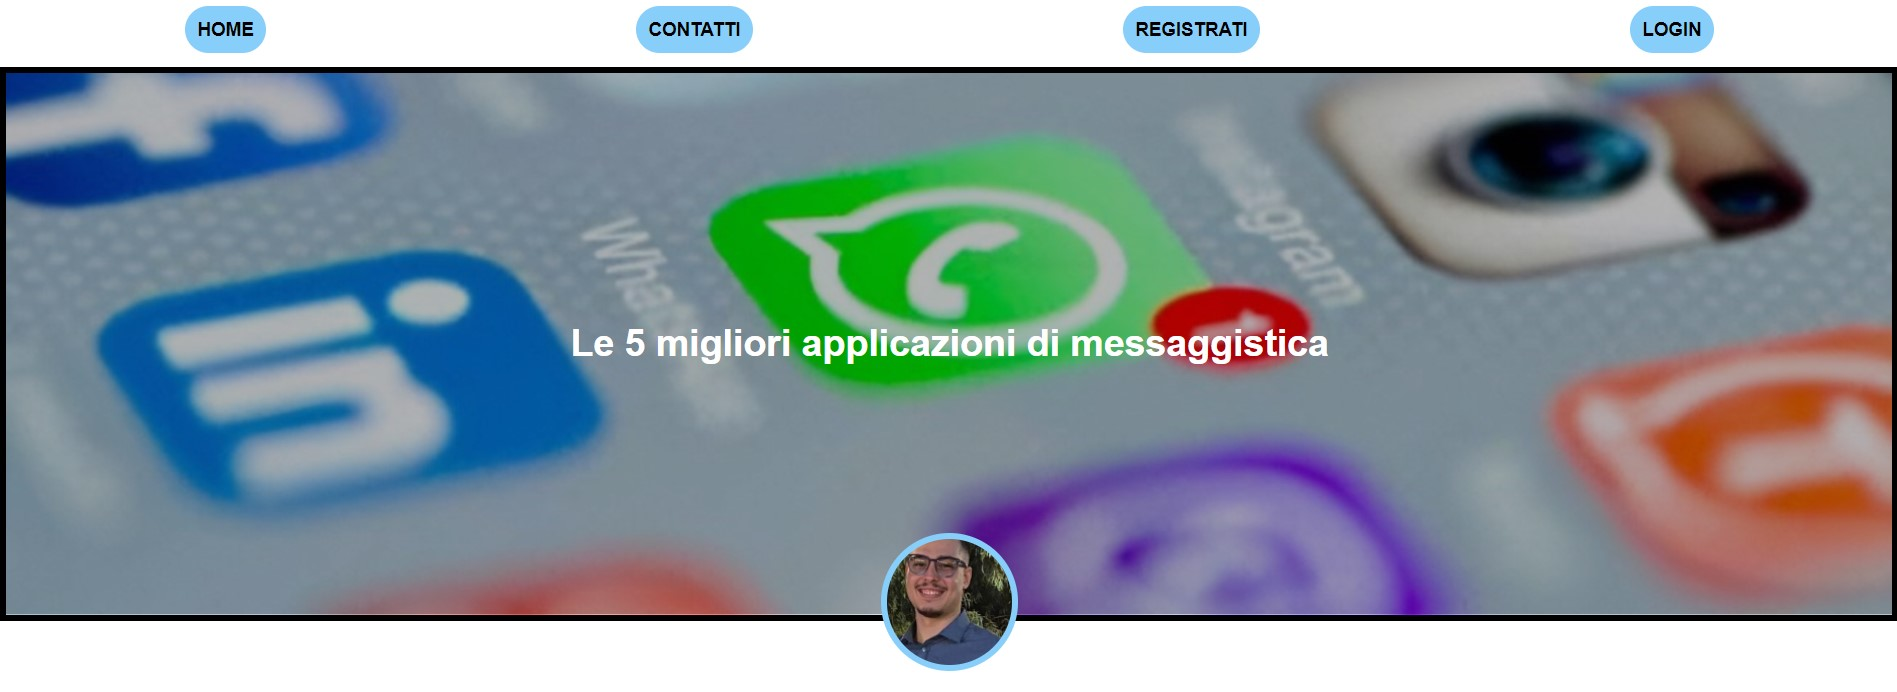 HOME
CONTATTI
REGISTRATI
LOGIN
Le 5 migliori applicazioni di messaggistica